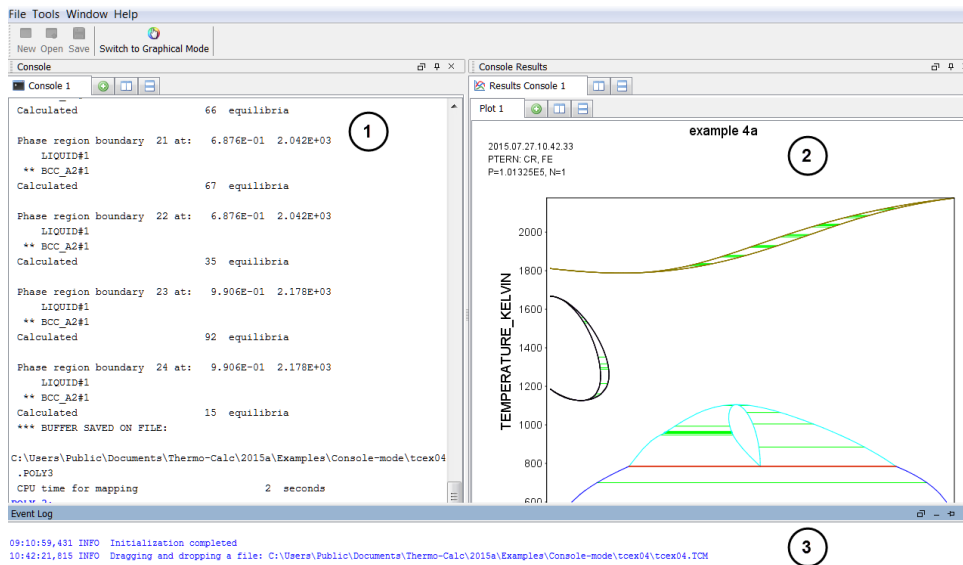 File Tools Window Help
New Open Save Switch to Graphical Mode
Console
Console 1
Calculated 66 equilibria
Phase region boundary 21 at: 6.876E-01 2.042E+03
LIQUID#1
** BCC_A2#1
Calculated 67 equilibria
Phase region boundary 22 at: 6.876E-01 2.042E+03
LIQUID#1
** BCC_A2#1
Calculated 35 equilibria
Phase region boundary 23 at: 9.906E-01 2.178E+03
LIQUID#1
** BCC_A2#1
Calculated 92 equilibria
Phase region boundary 24 at: 9.906E-01 2.178E+03
LIQUID#1
** BCC_A2#1
Calculated 15 equilibria
*** BUFFER SAVED ON FILE:
C:\Users\Public\Documents\Thermo-Calc\2015a\Examples\Console-mode\tcex04
.POLY3
CPU time for mapping 2 seconds
1
Console Results
Results Console 1
Plot 1
example 4a
2015.07.27.10.42.33
PTERN: CR, FE
P=1.01325E5, N=1
2
TEMPERATURE_KELVIN
2000
1800
1600
1400
1200
1000
800
600
Event Log
09:10:59,431 INFO Initialization completed
10:42:21,815 INFO Dragging and dropping a file: C:\Users\Public\Documents\Thermo-Calc\2015a\Examples\Console-mode\tcex04\tcex04.TCM
3